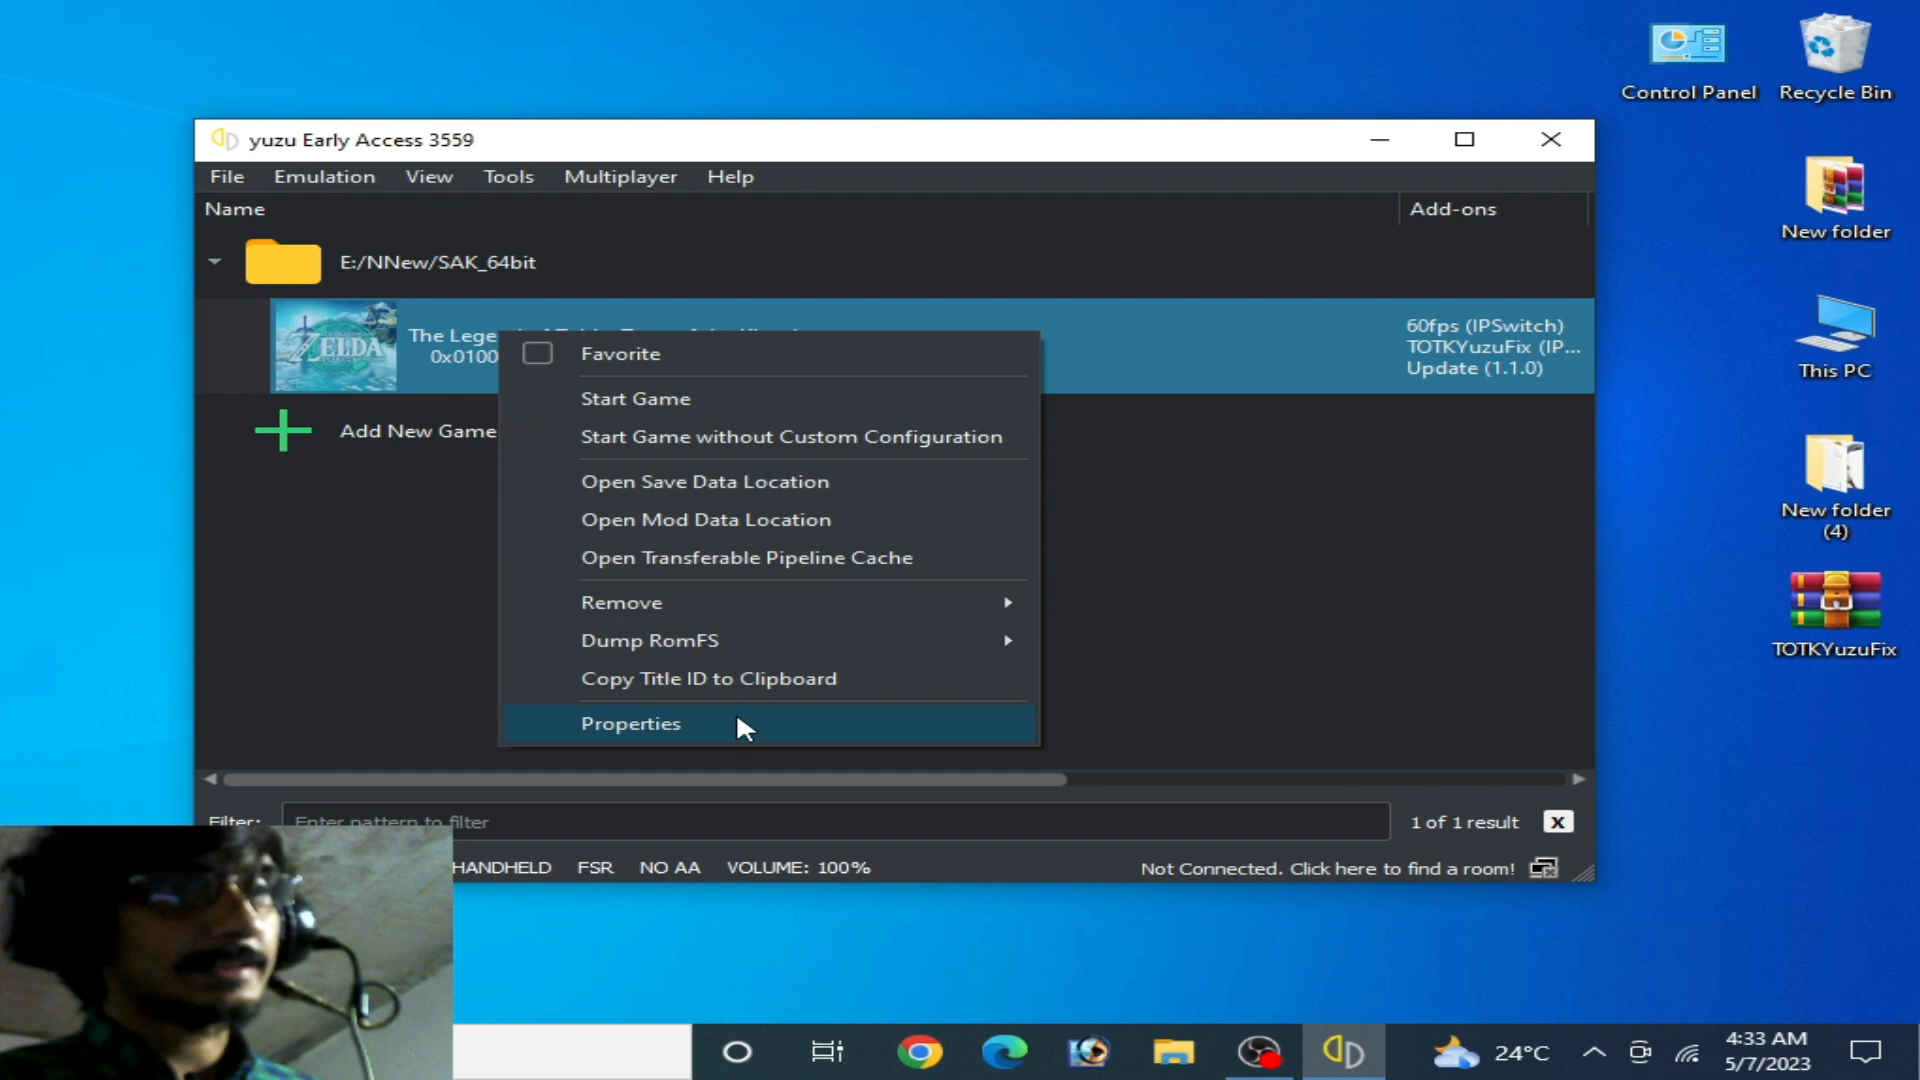 Control Panel
Recycle Bin
yuzu Early Access 3559
File Emulation View Tools Multiplayer Help
Name Add-ons
New folder
E:/NNew/SAK_64bit
ZELDA
The Lege
0x0100
60fps (IPSwitch)
TOTKYuzuFix (IP...
Update (1.1.0)
Favorite
This PC
Start Game
Add New Game
Start Game without Custom Configuration
Open Save Data Location
Open Mod Data Location
New folder
(4)
Open Transferable Pipeline Cache
Remove
Dump RomFS
TOTKYuzuFix
Copy Title ID to Clipboard
Properties
Filter: Enter pattern to filter 1 of 1 result X
HANDHELD FSR NO AA VOLUME: 100% Not Connected. Click here to find a room!
24°C
4:33 AM
5/7/2023